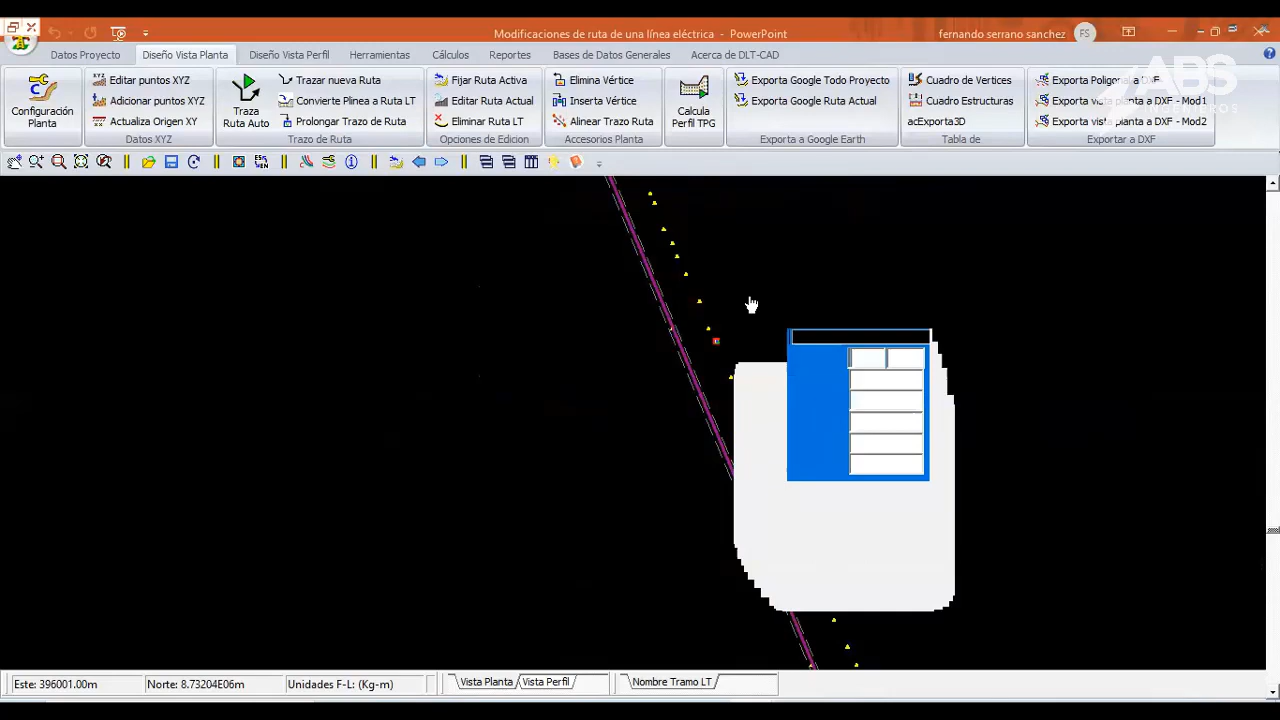 Modificaciones de ruta de una línea eléctrica - PowerPoint
fernando serrano sanchez
FS
Datos Proyecto
Diseño Vista Planta
Diseño Vista Perfil
Herramientas
Cálculos
Reportes
Bases de Datos Generales
Acerca de DLT-CAD
Configuración Planta
Editar puntos XYZ
Adicionar puntos XYZ
Actualiza Origen XY
Datos XYZ
Traza Ruta Auto
Trazar nueva Ruta
Convierte Plinea a Ruta LT
Prolongar Trazo de Ruta
Trazo de Ruta
Fijo
Editar Ruta Actual
Eliminar Ruta LT
Opciones de Edicion
Elimina Vértice
Inserta Vértice
Alinear Trazo Ruta
Accesorios Planta
Calcula Perfil TPG
Exporta Google Todo Proyecto
Exporta Google Ruta Actual
Exporta a Google Earth
Cuadro de Vertices
Cuadro Estructuras
acExporta3D
Tabla de
Exporta Poligonal a DXF
Exporta vista planta a DXF - Mod1
Exporta vista planta a DXF - Mod2
Exportar a DXF
ABS
Este: 396001.00m
Norte: 8.73204E06m
Unidades F-L: (Kg-m)
Vista Planta
Vista Perfil
Nombre Tramo LT